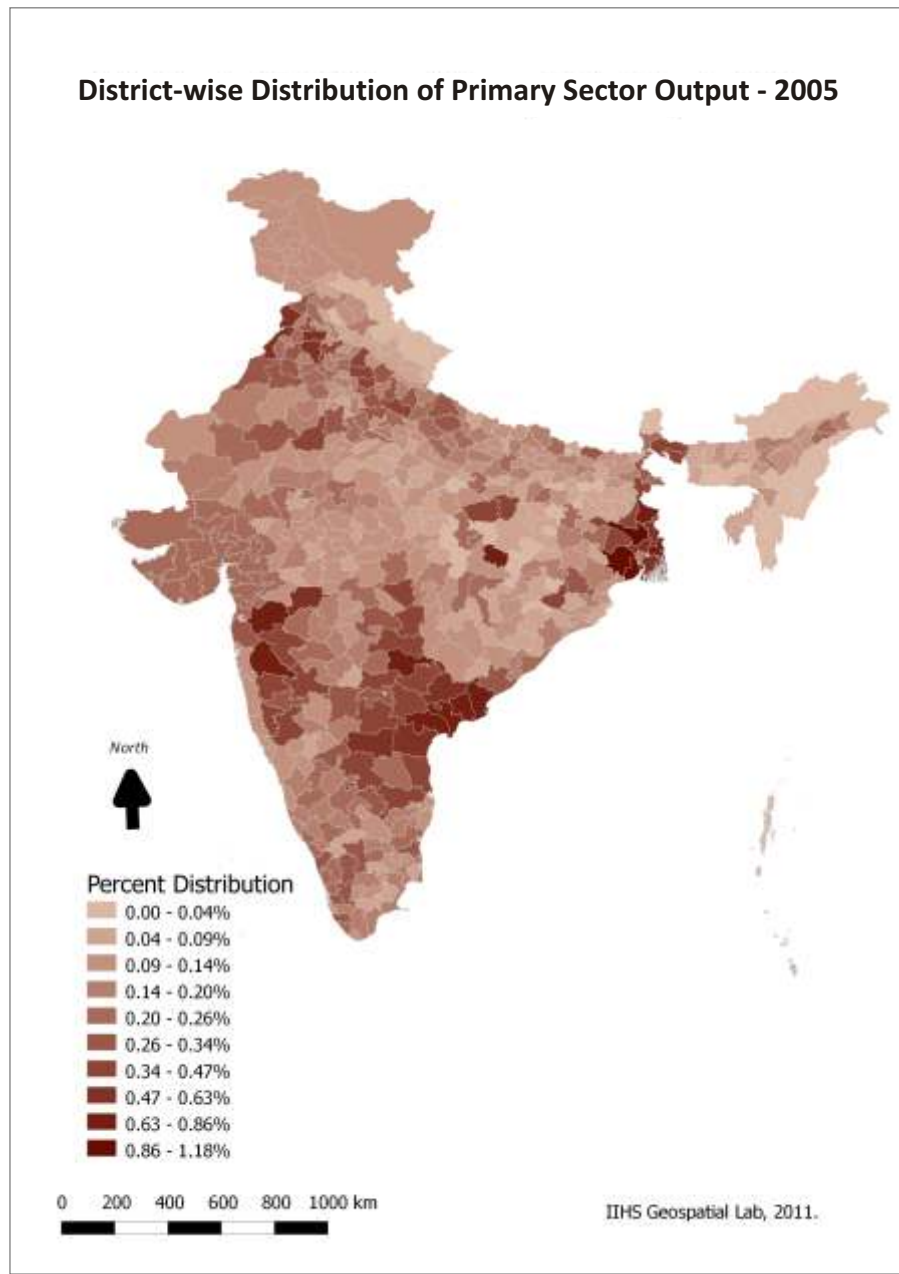 District-wise Distribution of Primary Sector Output - 2005
North
Percent Distribution
0.00 - 0.04%
0.04 - 0.09%
0.09 - 0.14%
0.14 - 0.20%
0.20 - 0.26%
0.26 - 0.34%
0.34 - 0.47%
0.47 - 0.63%
0.63 - 0.86%
0.86 - 1.18%
0 200 400 600 800 1000 km
IIHS Geospatial Lab, 2011.